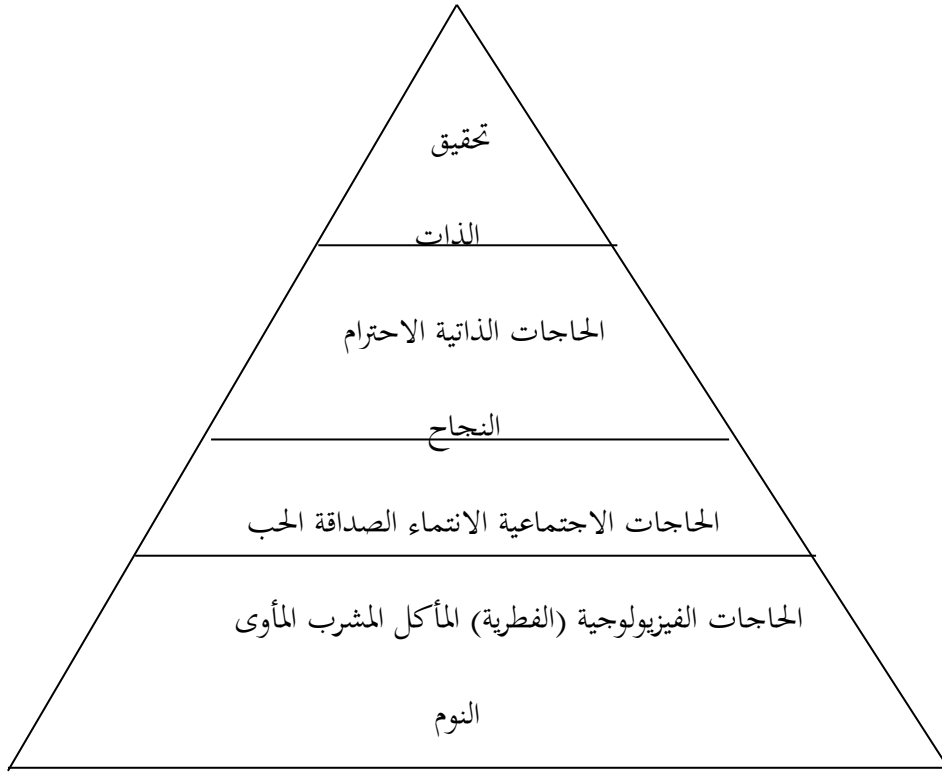 تحقيق
الذات
الحاجات الذاتية الاحترام
النجاح
الحاجات الاجتماعية الانتماء الصداقة الحب
الحاجات الفيزيولوجية (الفطرية) المأكل المشرب المأوى
النوم